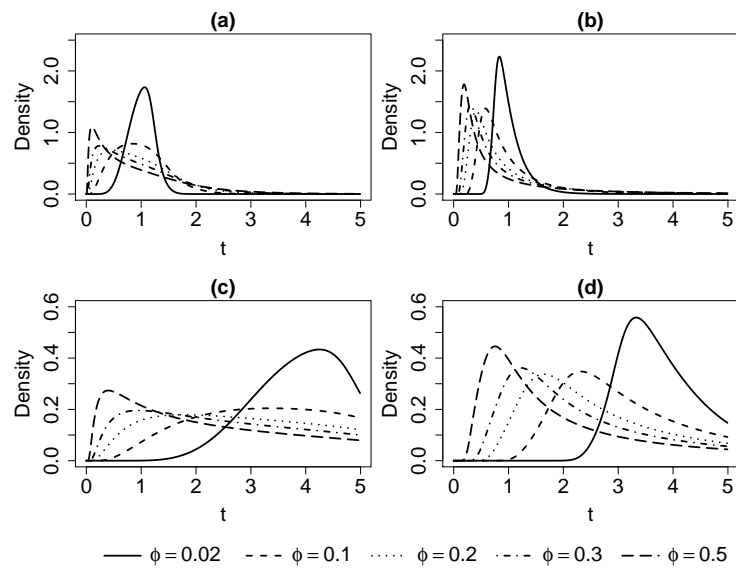 (a)
Density
0.0 1.0 2.0
0 1 2 3 4 5
t
(b)
Density
0.0 1.0 2.0
0 1 2 3 4 5
t
(c)
Density
0.0 0.2 0.4 0.6
0 1 2 3 4 5
t
(d)
Density
0.0 0.2 0.4 0.6
0 1 2 3 4 5
t
ϕ = 0.02 ϕ = 0.1 ϕ = 0.2 ϕ = 0.3 ϕ = 0.5